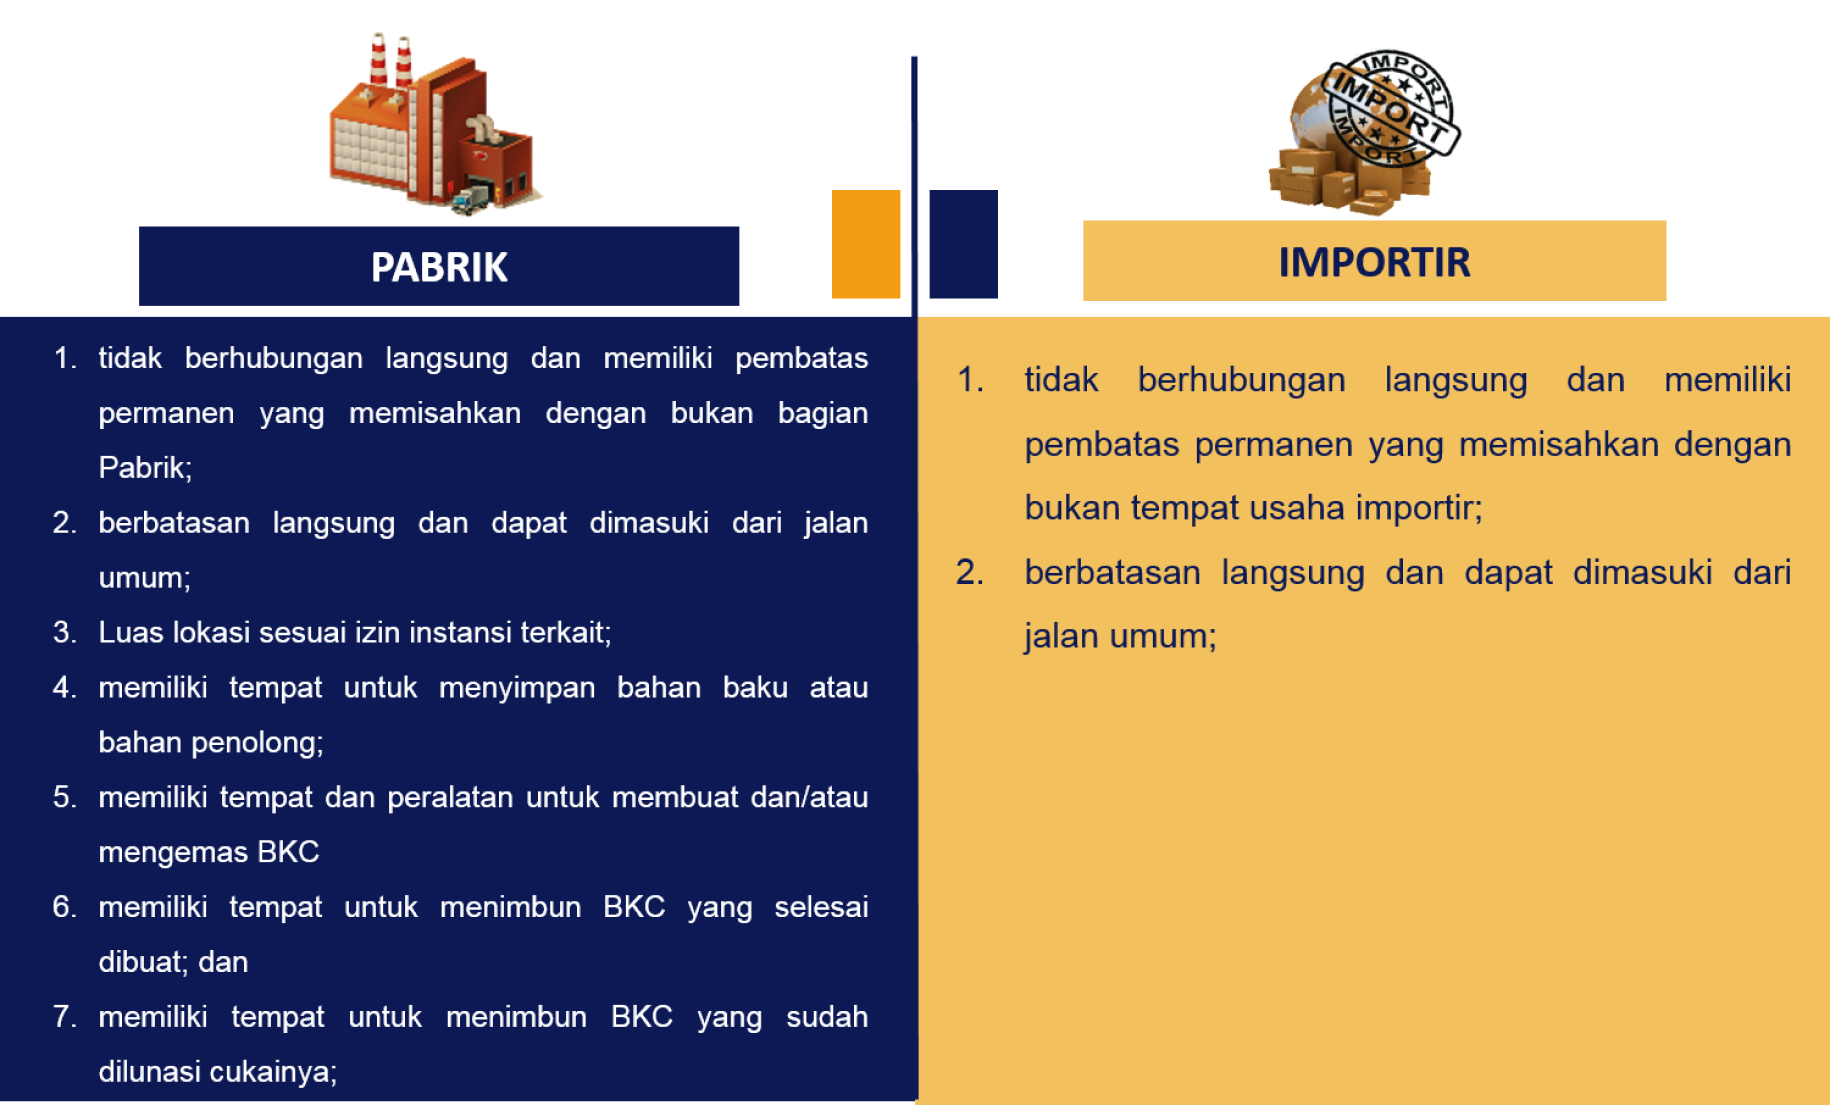 IMPORT
IMPORT
IMPORT
PABRIK
1. tidak berhubungan langsung dan memiliki pembatas
permanen yang memisahkan dengan bukan bagian
Pabrik;
2. berbatasan langsung dan dapat dimasuki dari jalan
umum;
3. Luas lokasi sesuai izin instansi terkait;
4. memiliki tempat untuk menyimpan bahan baku atau
bahan penolong;
5. memiliki tempat dan peralatan untuk membuat dan/atau
mengemas BKC
6. memiliki tempat untuk menimbun BKC yang selesai
dibuat; dan
7. memiliki tempat untuk menimbun BKC yang sudah
dilunasi cukainya;
IMPORTIR
1. tidak berhubungan langsung dan memiliki
pembatas permanen yang memisahkan dengan
bukan tempat usaha importir;
2. berbatasan langsung dan dapat dimasuki dari
jalan umum;